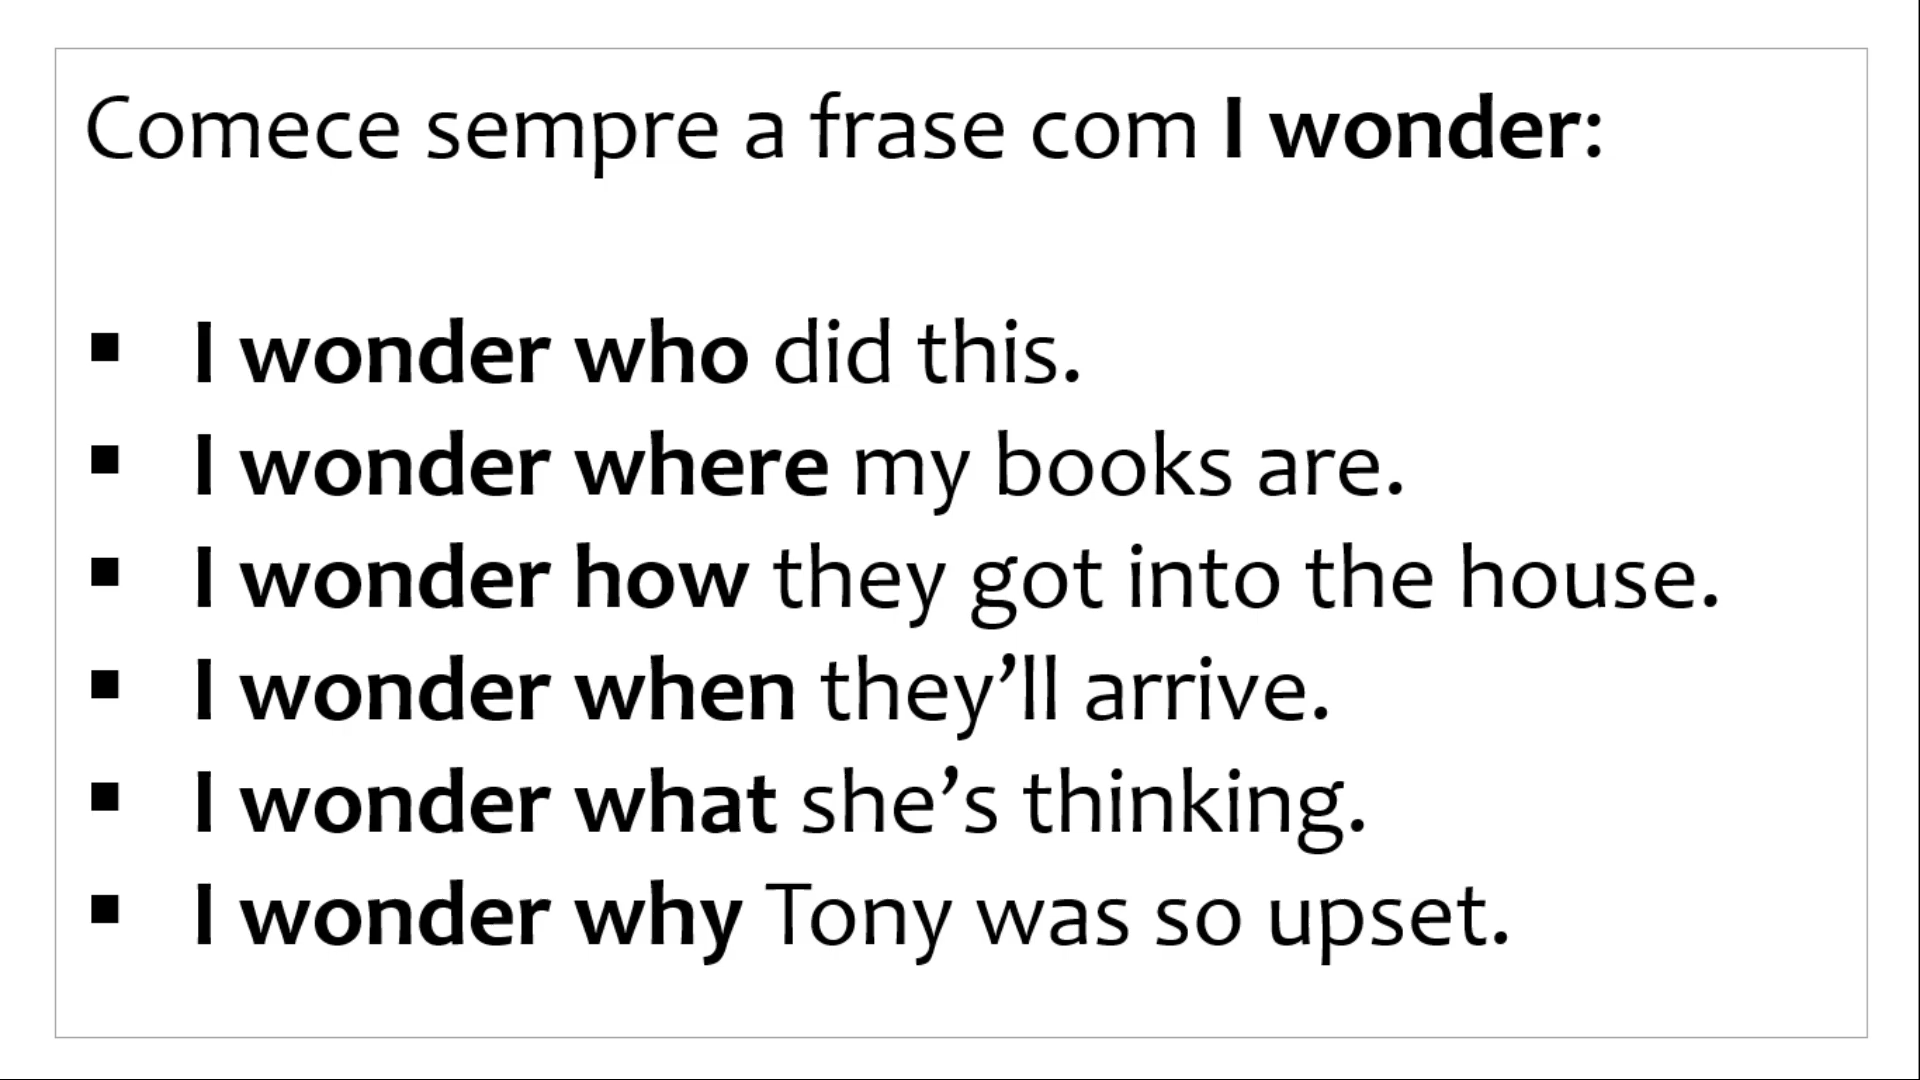 Comece sempre a frase com I wonder:
▪ I wonder who did this.
▪ I wonder where my books are.
▪ I wonder how they got into the house.
▪ I wonder when they’ll arrive.
▪ I wonder what she’s thinking.
▪ I wonder why Tony was so upset.